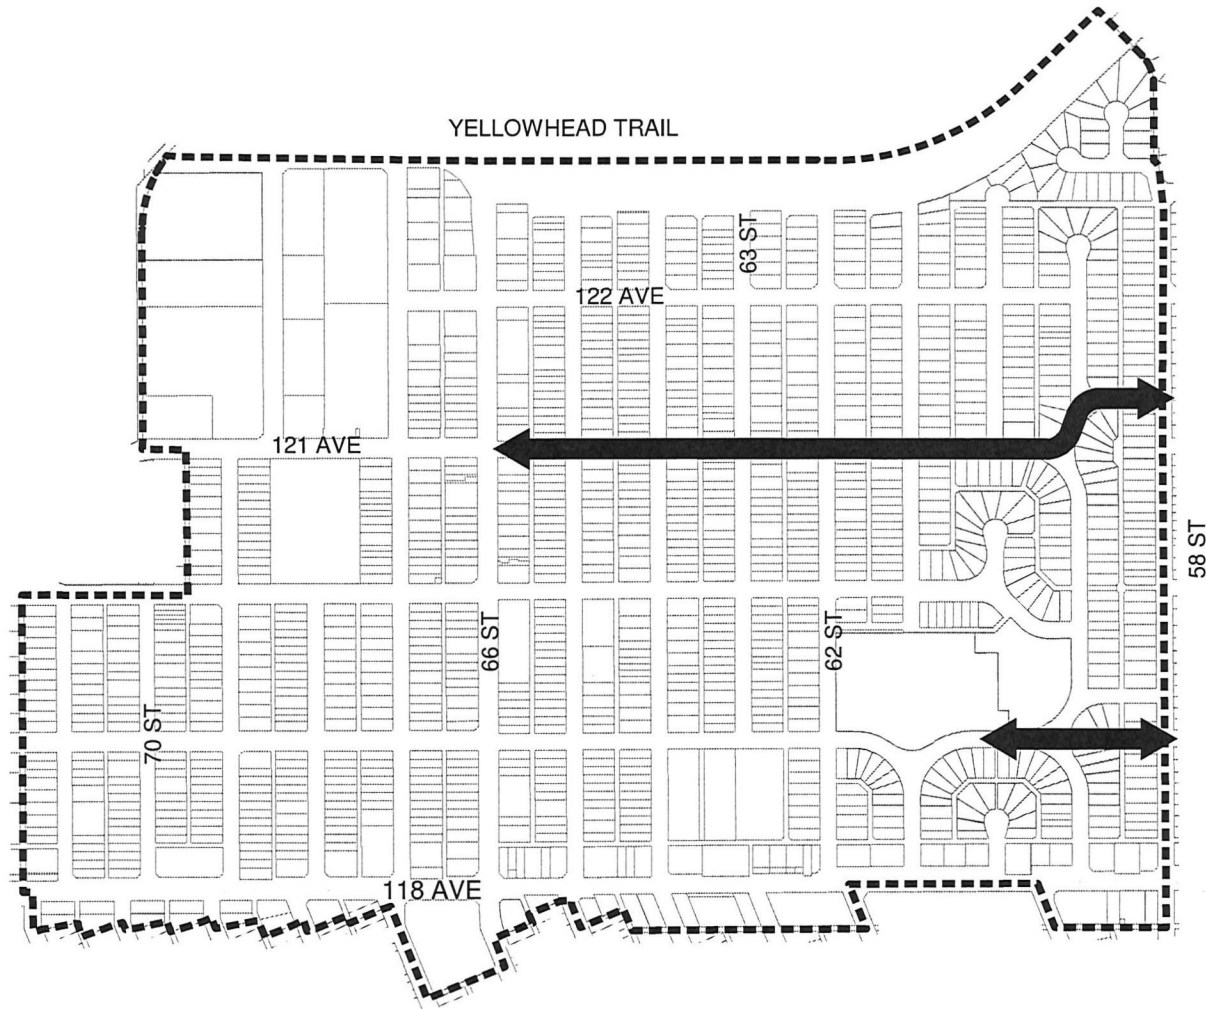 YELLOWHEAD TRAIL
63 ST
122 AVE
121 AVE
58 ST
66 ST
62 ST
70 ST
118 AVE